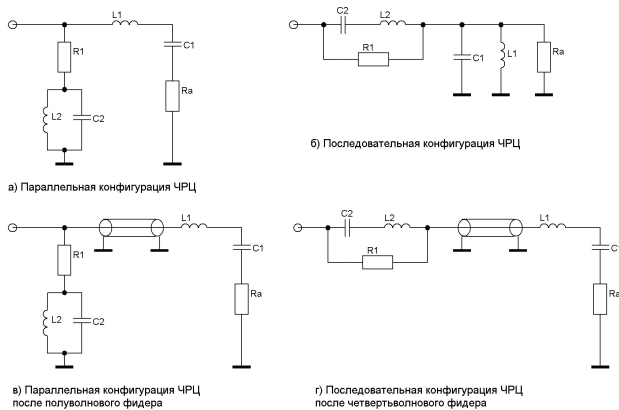 L1
C1
R1
Ra
L2
C2
а) Параллельная конфигурация ЧРЦ
C2
L2
R1
C1
L1
Ra
б) Последовательная конфигурация ЧРЦ
L1
C1
R1
Ra
L2
C2
в) Параллельная конфигурация ЧРЦ
после полуволнового фидера
C2
L2
R1
L1
C1
Ra
г) Последовательная конфигурация ЧРЦ
после четвертьволнового фидера